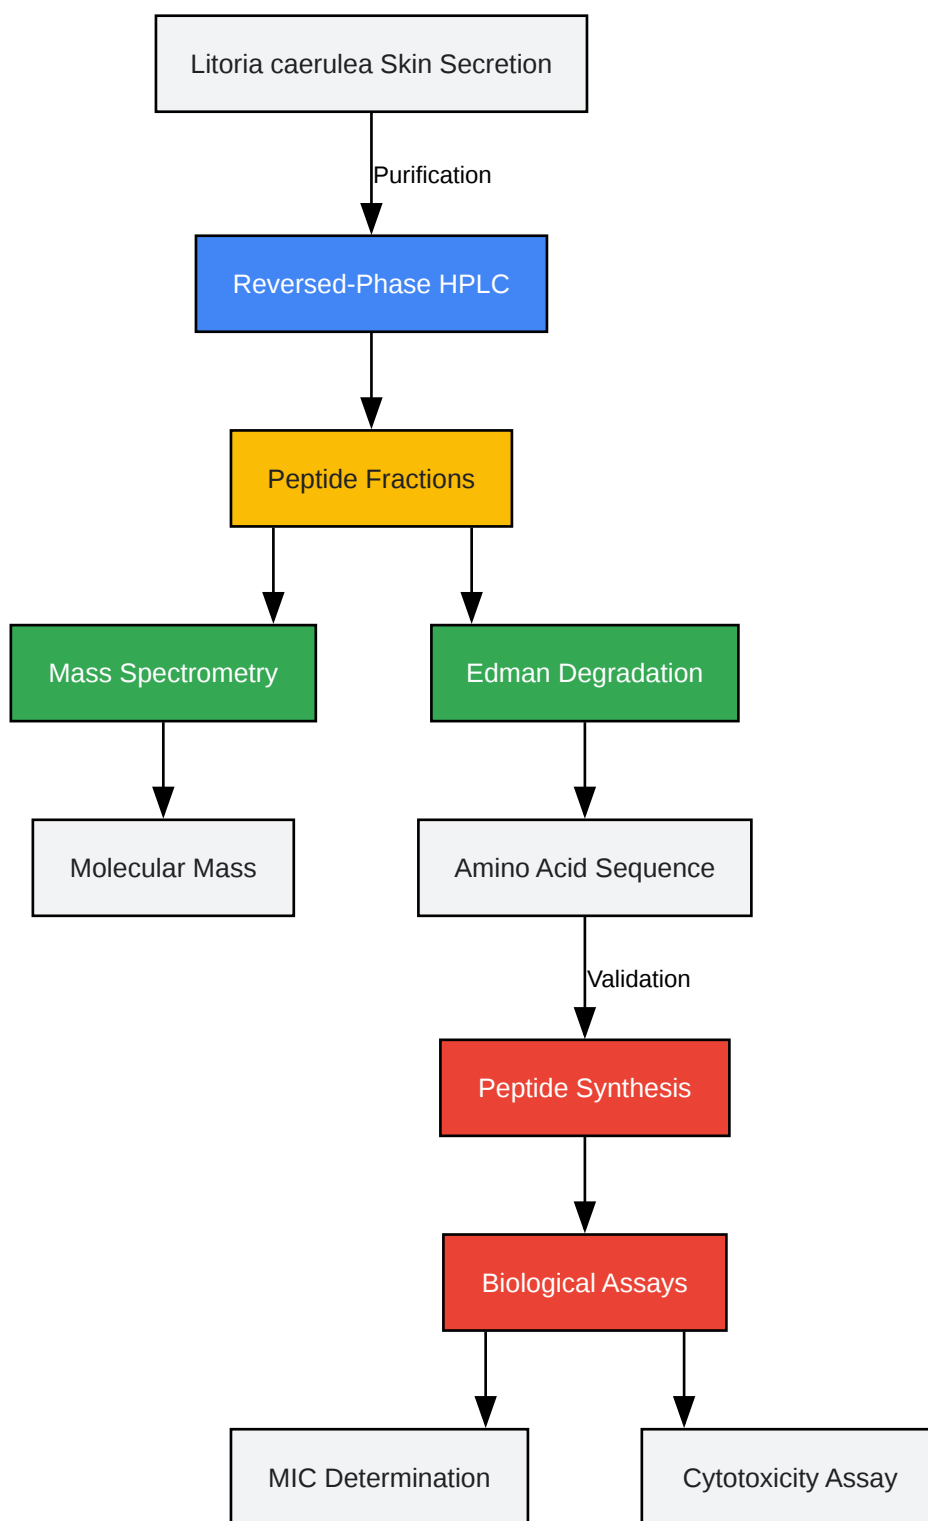 Litoria caerulea Skin Secretion
Purification
Reversed-Phase HPLC
Peptide Fractions
Mass Spectrometry
Edman Degradation
Molecular Mass
Amino Acid Sequence
Validation
Peptide Synthesis
Biological Assays
MIC Determination
Cytotoxicity Assay